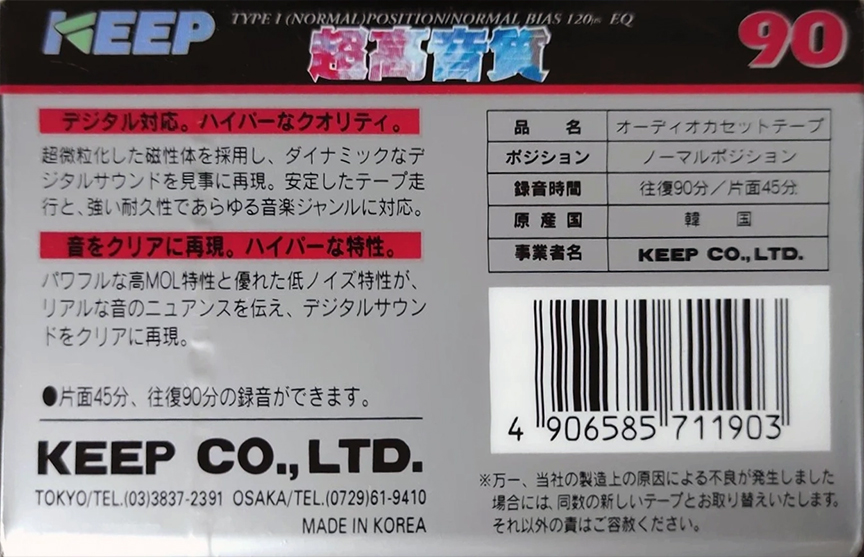 KEEP
TYPE I (NORMAL)POSITION/NORMAL BIAS 120μs EQ
超高音質
90
デジタル対応。ハイパーなクオリティ。
超微粒化した磁性体を採用し、ダイナミックなデ
ジタルサウンドを見事に再現。安定したテープ走
行と、強い耐久性であらゆる音楽ジャンルに対応。
音をクリアに再現。ハイパーな特性。
パワフルな高MOL特性と優れた低ノイズ特性が、
リアルな音のニュアンスを伝え、デジタルサウン
ドをクリアに再現。
●片面45分、往復90分の録音ができます。
KEEP CO., LTD.
TOKYO/TEL.(03)3837-2391 OSAKA/TEL.(0729)61-9410
MADE IN KOREA
品名 オーディオカセットテープ
ポジション ノーマルポジション
録音時間 往復90分/片面45分
原産国 韓国
事業者名 KEEP CO., LTD.
4 906585 711903
※万一、当社の製造上の原因による不良が発生しました
場合には、同数の新しいテープとお取り替えいたします。
それ以外の責はご容赦ください。